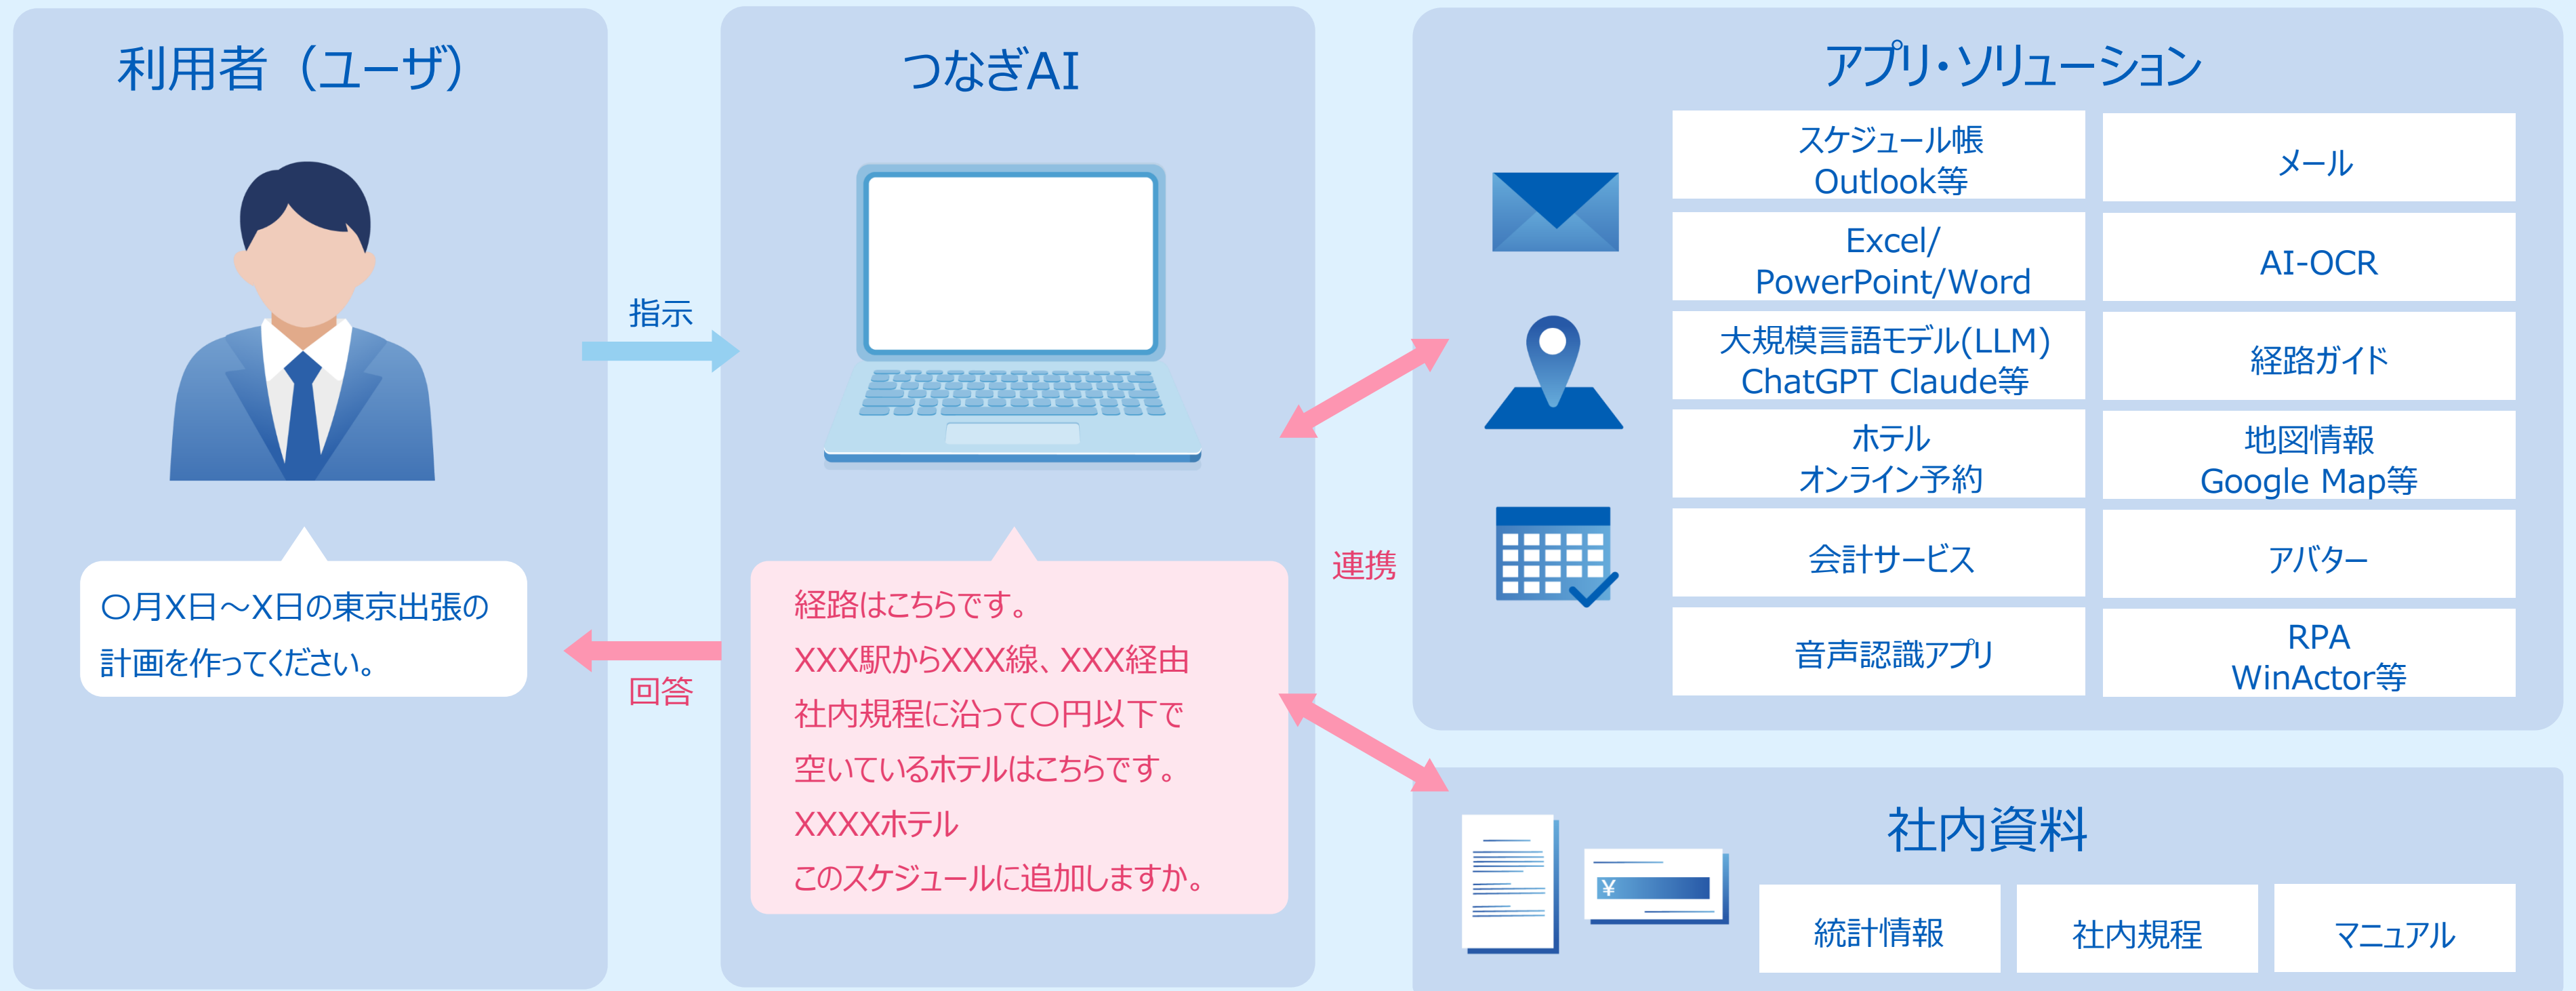 利用者（ユーザ）
〇月X日～X日の東京出張の
計画を作ってください。
指示
回答
つなぎAI
経路はこちらです。
XXX駅からXXX線、XXX経由
社内規程に沿って〇円以下で
空いているホテルはこちらです。
XXXXホテル
このスケジュールに追加しますか。
連携
アプリ・ソリューション
スケジュール帳
Outlook等
メール
Excel/
PowerPoint/Word
AI-OCR
大規模言語モデル(LLM)
ChatGPT Claude等
経路ガイド
ホテル
オンライン予約
地図情報
Google Map等
会計サービス
アバター
音声認識アプリ
RPA
WinActor等
社内資料
¥
統計情報
社内規程
マニュアル